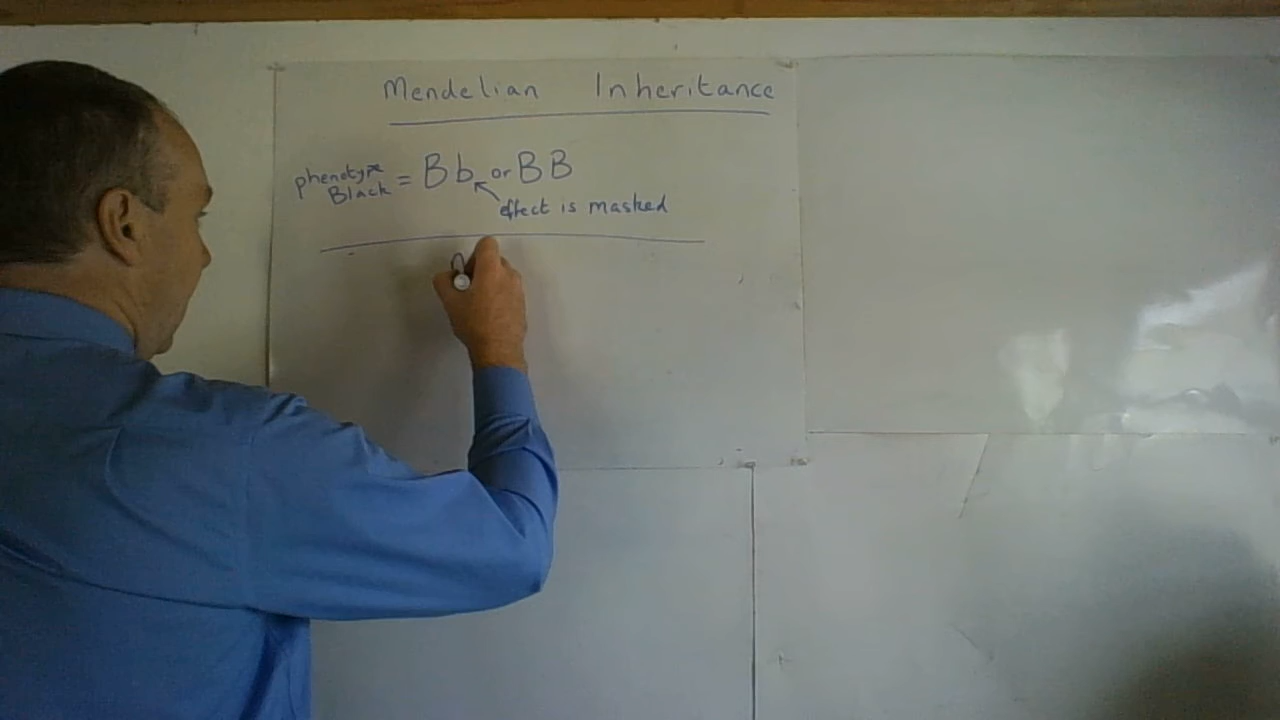 Mendelian Inheritance
phenotype
Black = Bb or BB
effect is masked